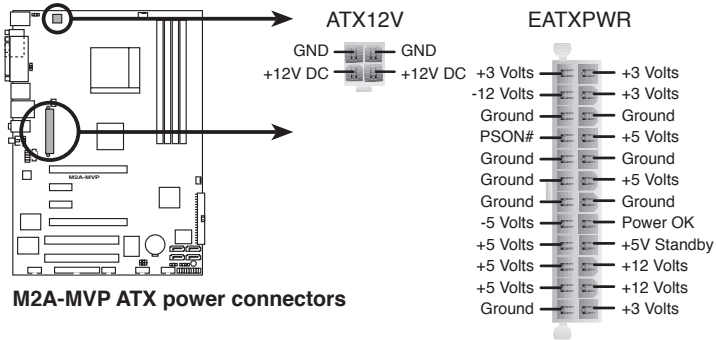 ATX12V EATXPWR
GND GND
+12V DC +12V DC
+3 Volts +3 Volts
-12 Volts +3 Volts
Ground Ground
PSON# +5 Volts
Ground Ground
Ground +5 Volts
Ground Ground
-5 Volts Power OK
+5 Volts +5V Standby
+5 Volts +12 Volts
+5 Volts +12 Volts
Ground +3 Volts
M2A-MVP
M2A-MVP ATX power connectors